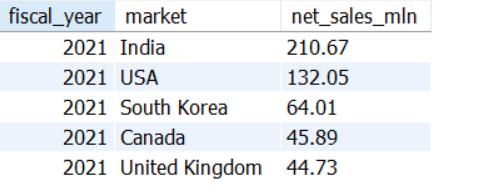 fiscal_year market net_sales_mln
2021 India 210.67
2021 USA 132.05
2021 South Korea 64.01
2021 Canada 45.89
2021 United Kingdom 44.73